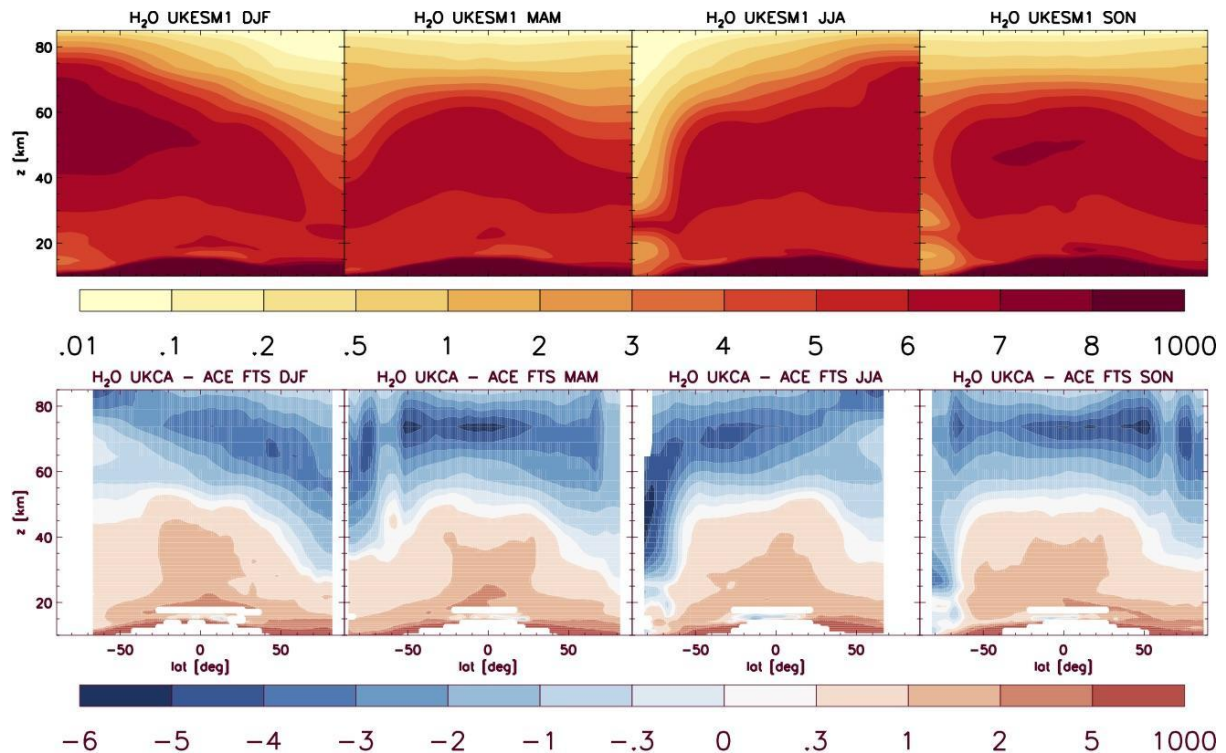 H2O UKESM1 DJF H2O UKESM1 MAM H2O UKESM1 JJA H2O UKESM1 SON
80
60
40
20
z [km]
.01 .1 .2 .5 1 2 3 4 5 6 7 8 1000
H2O UKCA - ACE FTS DJF H2O UKCA - ACE FTS MAM H2O UKCA - ACE FTS JJA H2O UKCA - ACE FTS SON
80
60
40
20
z [km]
-50 0 50 -50 0 50 -50 0 50 -50 0 50
lat [deg] lat [deg] lat [deg] lat [deg]
-6 -5 -4 -3 -2 -1 -.3 0 .3 1 2 5 1000